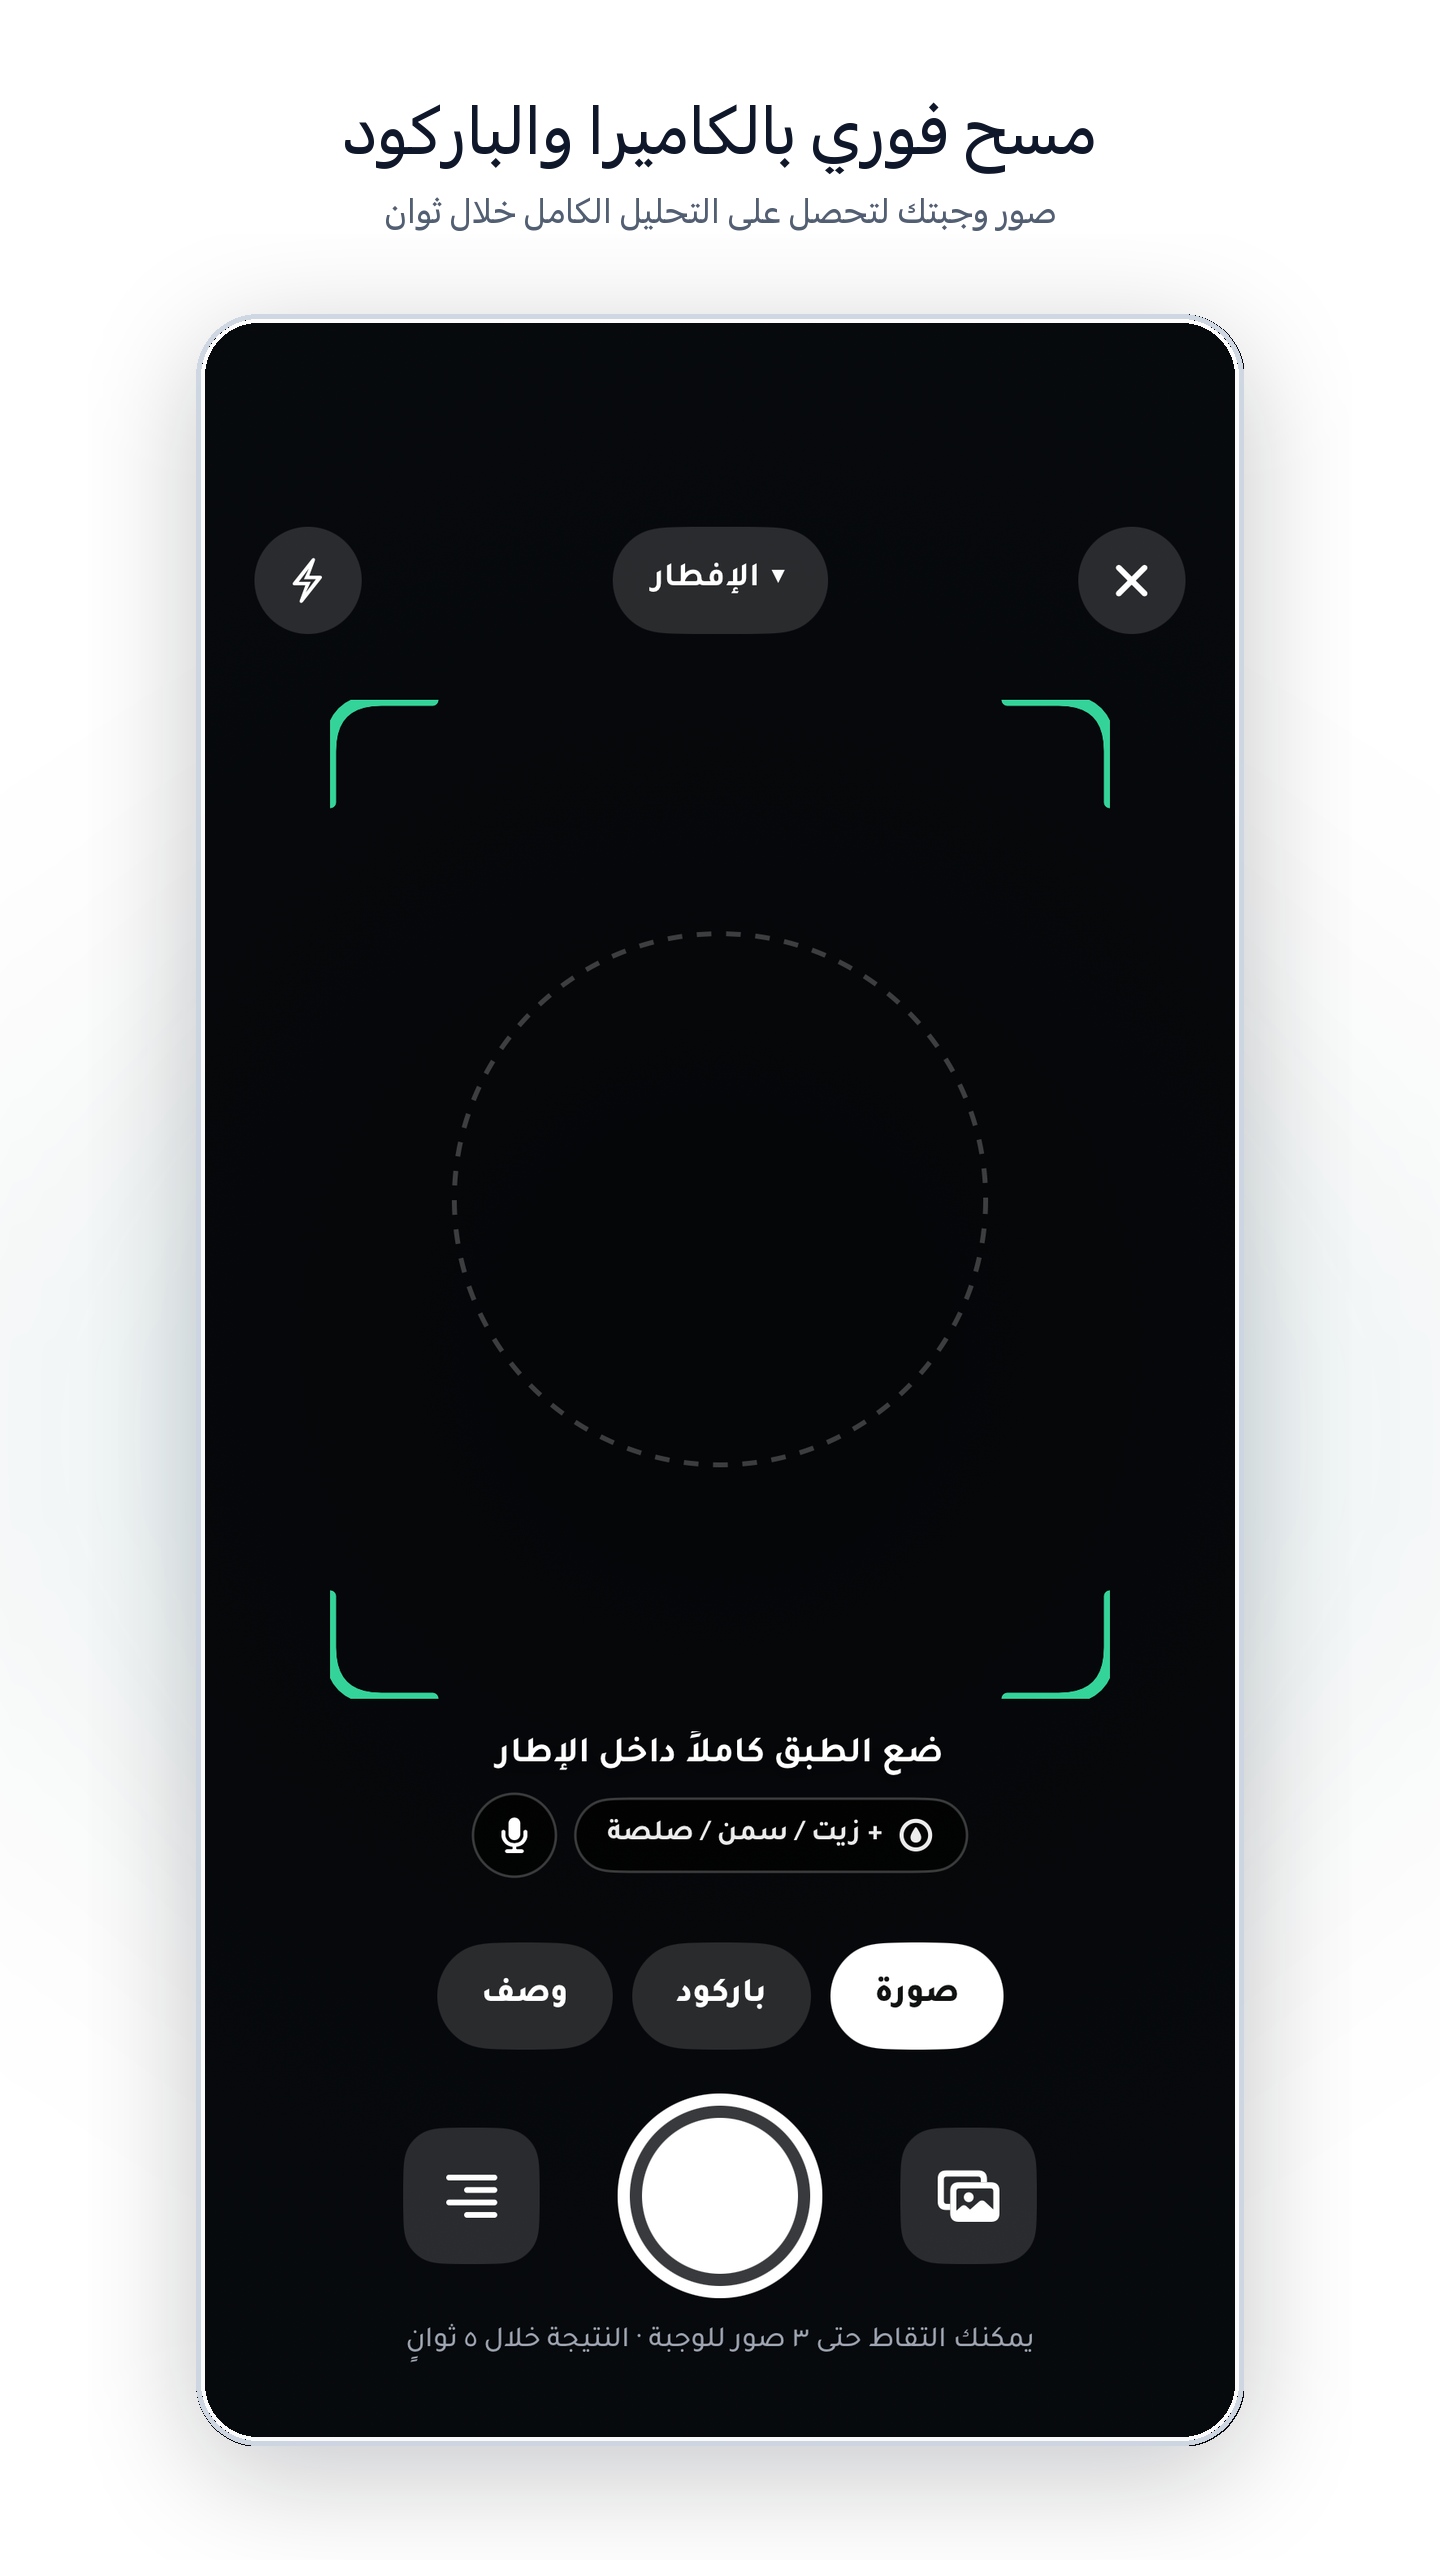 مسح فوري بالكاميرا والباركود
صور وجبتك لتحصل على التحليل الكامل خلال ثوان
الإفطار ▾
ضع الطبق كاملاً داخل الإطار
+ زيت / سمن / صلصة
صورة
باركود
وصف
يمكنك التقاط حتى ٣ صور للوجبة · النتيجة خلال ٥ ثوانٍ